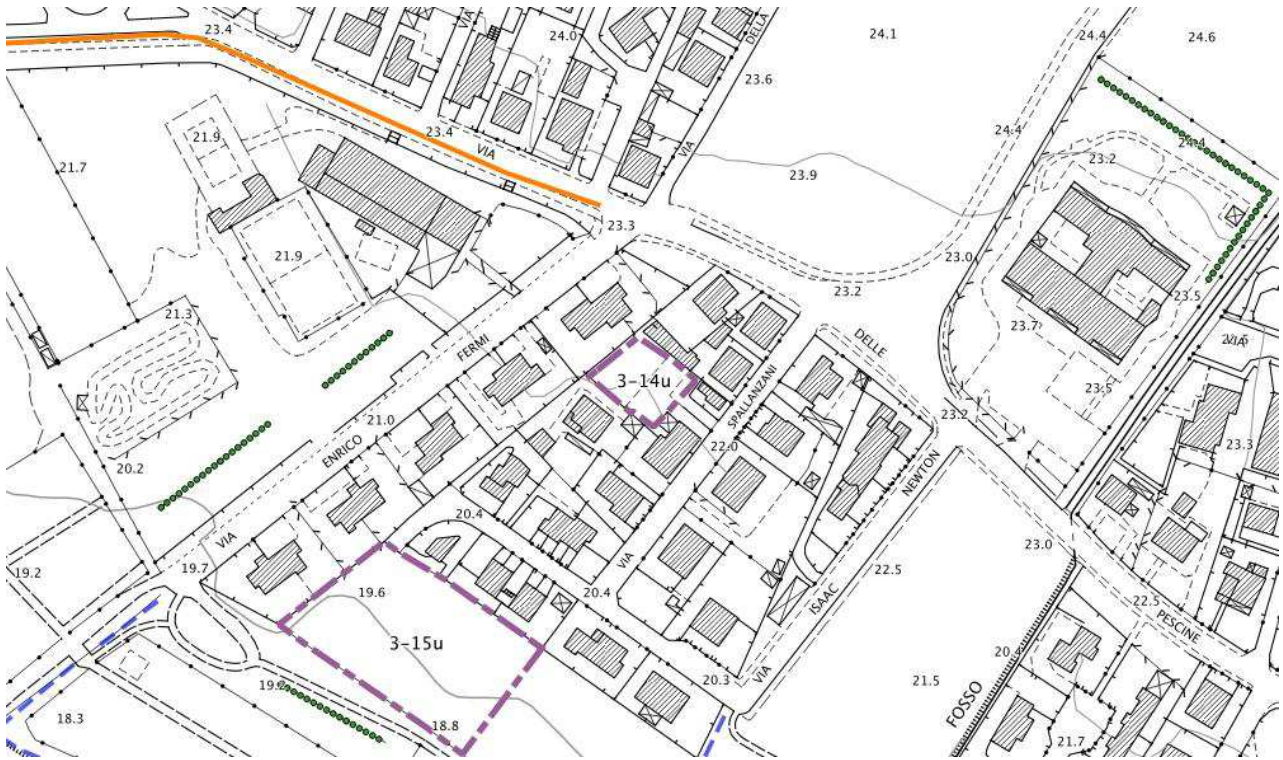 23.4
VIA
24.0
DELLA
24.1
24.4
24.6
23.6
21.7
21.9
23.4
VIA
VIA
24.4
23.2
24.4
23.9
23.3
21.9
23.0
21.3
23.2
23.5
23.7
VIA
FERMI
DELLE
3-14u
SPALLANZANI
23.5
21.0
ENRICO
22.0
23.2
23.3
20.2
NEWTON
20.4
VIA
23.0
19.2
19.7
19.6
VIA
20.4
22.5
ISAAC
22.5
PESCINE
3-15u
20.4
20.3
VIA
21.5
FOSSO
18.3
18.8
21.7